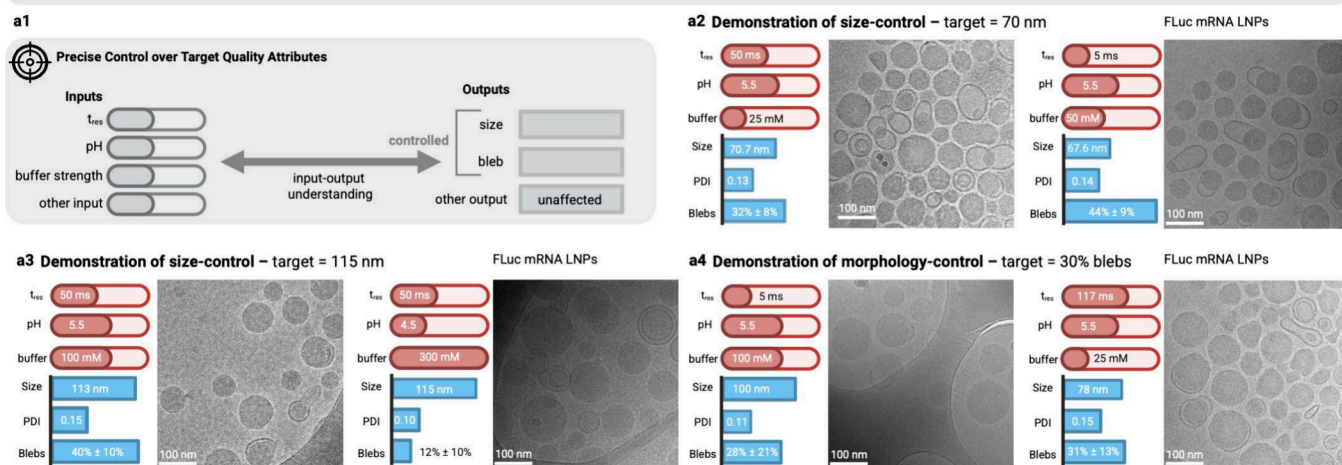 a1
Precise Control over Target Quality Attributes
Inputs
tres
pH
buffer strength
other input
input-output
understanding
Outputs
controlled
size
bleb
other output
unaffected
a2 Demonstration of size-control – target = 70 nm
FLuc mRNA LNPs
tres 50 ms
pH 5.5
buffer 25 mM
Size 70.7 nm
PDI 0.13
Blebs 32% ± 8%
100 nm
tres 5 ms
pH 5.5
buffer 50 mM
Size 67.6 nm
PDI 0.14
Blebs 44% ± 9%
100 nm
a3 Demonstration of size-control – target = 115 nm
FLuc mRNA LNPs
tres 50 ms
pH 5.5
buffer 100 mM
Size 113 nm
PDI 0.15
Blebs 40% ± 10%
100 nm
tres 50 ms
pH 4.5
buffer 300 mM
Size 115 nm
PDI 0.10
Blebs 12% ± 10%
100 nm
a4 Demonstration of morphology-control – target = 30% blebs
FLuc mRNA LNPs
tres 5 ms
pH 5.5
buffer 100 mM
Size 100 nm
PDI 0.11
Blebs 28% ± 21%
100 nm
tres 117 ms
pH 5.5
buffer 25 mM
Size 78 nm
PDI 0.15
Blebs 31% ± 13%
100 nm